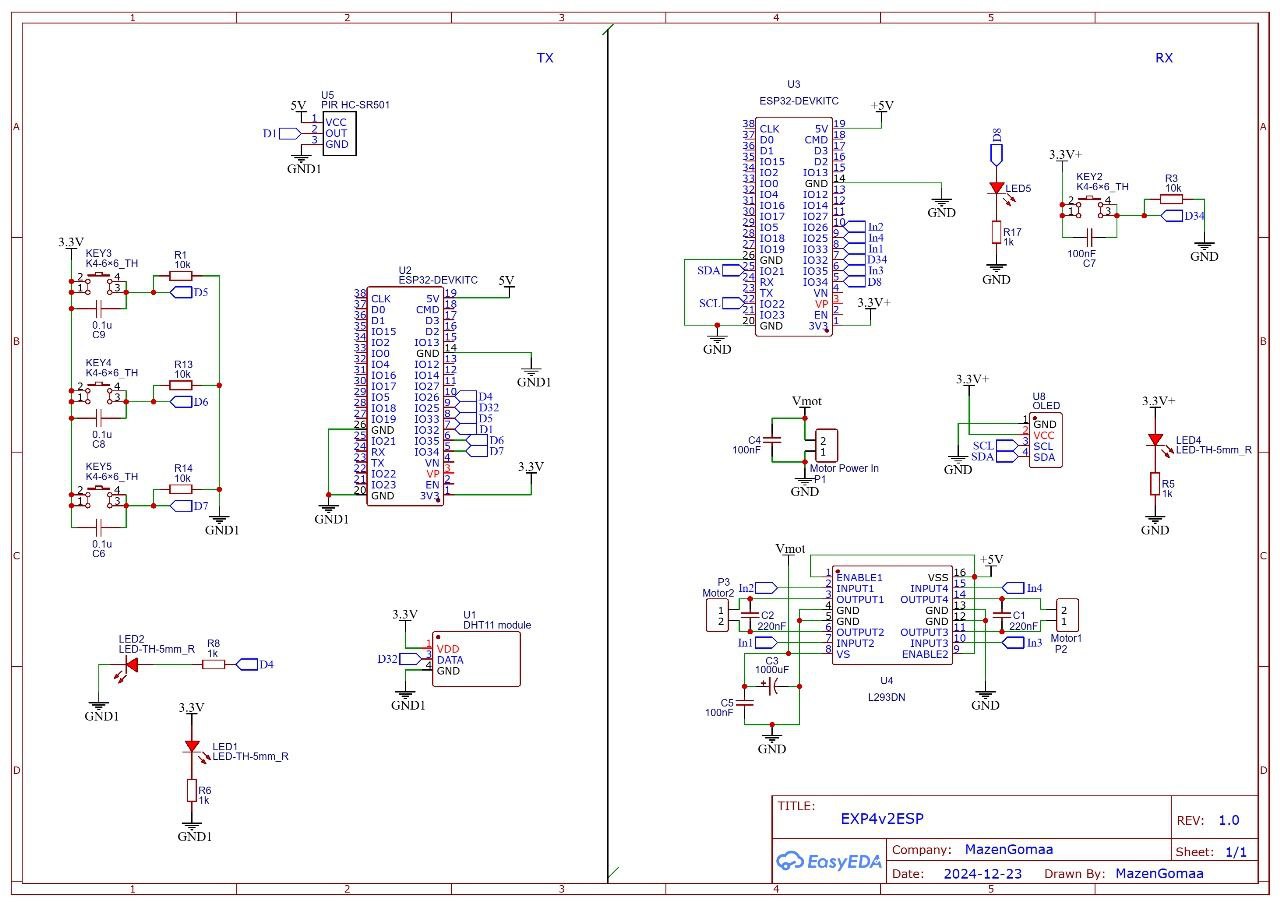 1 2 3 4 5
TX
RX
A
B
C
D
U5
PIR HC-SR501
5V
1 VCC
D1 2 OUT
3 GND
GND1
3.3V
KEY3
K4-6×6_TH
2 4
1 3
R1
10k
D5
0.1u
C9
KEY4
K4-6×6_TH
2 4
1 3
R13
10k
D6
0.1u
C8
KEY5
K4-6×6_TH
2 4
1 3
R14
10k
D7
0.1u
C6
GND1
U2
ESP32-DEVKITC
5V
38 CLK 5V 19
37 D0 CMD 18
36 D1 D3 17
35 IO15 D2 16
34 IO2 IO13 15
33 IO0 GND 14
32 IO4 IO12 13
31 IO16 IO14 12
30 IO17 IO27 11
29 IO5 IO26 10 D4
28 IO18 IO25 9 D32
27 IO19 IO33 8 D5
26 GND IO32 7 D1
25 IO21 IO35 6 D6
24 RX IO34 5 D7
23 TX VN 4
22 IO22 VP 3
21 IO23 EN 2
20 GND 3V3 1
GND1
3.3V
GND1
LED2
LED-TH-5mm_R
R8
1k
D4
GND1
3.3V
LED1
LED-TH-5mm_R
R6
1k
GND1
U1
DHT11 module
3.3V
1 VDD
D32 3 DATA
4 GND
GND1
U3
ESP32-DEVKITC
+5V
38 CLK 5V 19
37 D0 CMD 18
36 D1 D3 17
35 IO15 D2 16
34 IO2 IO13 15
33 IO0 GND 14
32 IO4 IO12 13
31 IO16 IO14 12
30 IO17 IO27 11
29 IO5 IO26 10 In2
28 IO18 IO25 9 In4
27 IO19 IO33 8 In1
26 GND IO32 7 D34
SDA 25 IO21 IO35 6 In3
24 RX IO34 5 D8
23 TX VN 4
SCL 22 IO22 VP 3
21 IO23 EN 2
20 GND 3V3 1
GND
3.3V+
GND
D8
LED5
R17
1k
GND
3.3V+
KEY2
K4-6×6_TH
2 4
1 3
R3
10k
D34
100nF
C7
GND
Vmot
C4
100nF
2
1
Motor Power In
P1
GND
3.3V+
U8
OLED
1 GND
2 VCC
SCL 3 SCL
SDA 4 SDA
GND
3.3V+
LED4
LED-TH-5mm_R
R5
1k
GND
Vmot
+5V
1 ENABLE1 VSS 16
In2 2 INPUT1 INPUT4 15 In4
3 OUTPUT1 OUTPUT4 14
4 GND GND 13
5 GND GND 12
6 OUTPUT2 OUTPUT3 11
In1 7 INPUT2 INPUT3 10 In3
8 VS ENABLE2 9
U4
L293DN
P3
Motor2
1
2
C2
220nF
C1
220nF
2
1
Motor1
P2
C3
1000uF
+
C5
100nF
GND
GND
TITLE:
EXP4v2ESP
REV: 1.0
EasyEDA
Company: MazenGomaa
Sheet: 1/1
Date: 2024-12-23 Drawn By: MazenGomaa
A
B
C
D
1 2 3 4 5